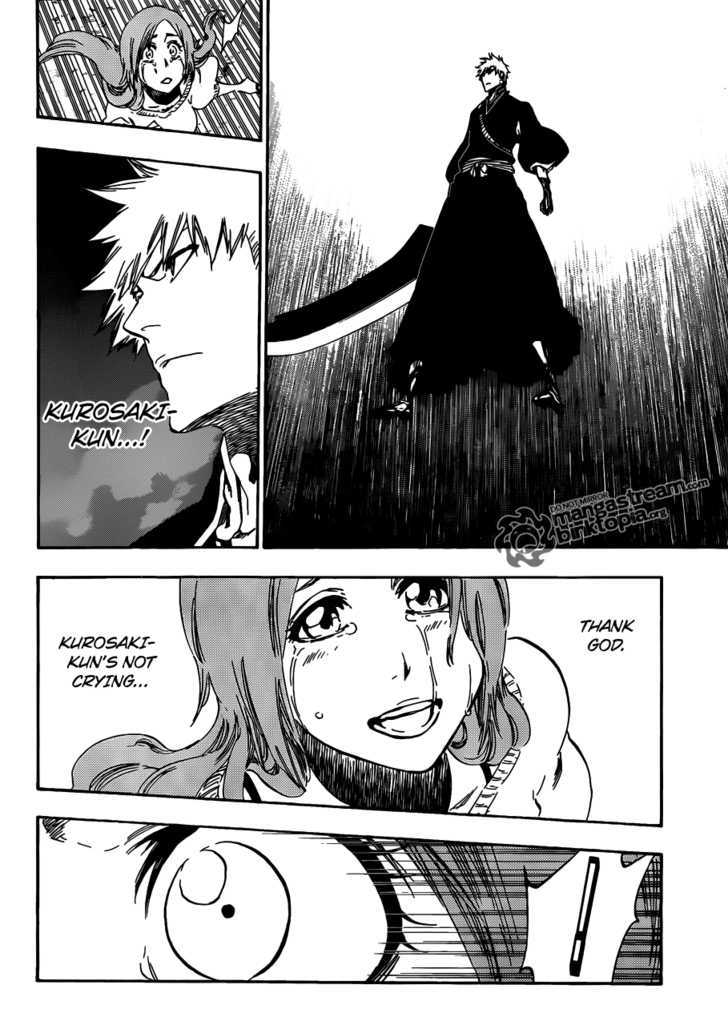 KUROSAKI-
KUN...!
DO NOT MIRROR
mangastream.com
binktopia.org
THANK
GOD.
KUROSAKI-
KUN'S NOT
CRYING...
!